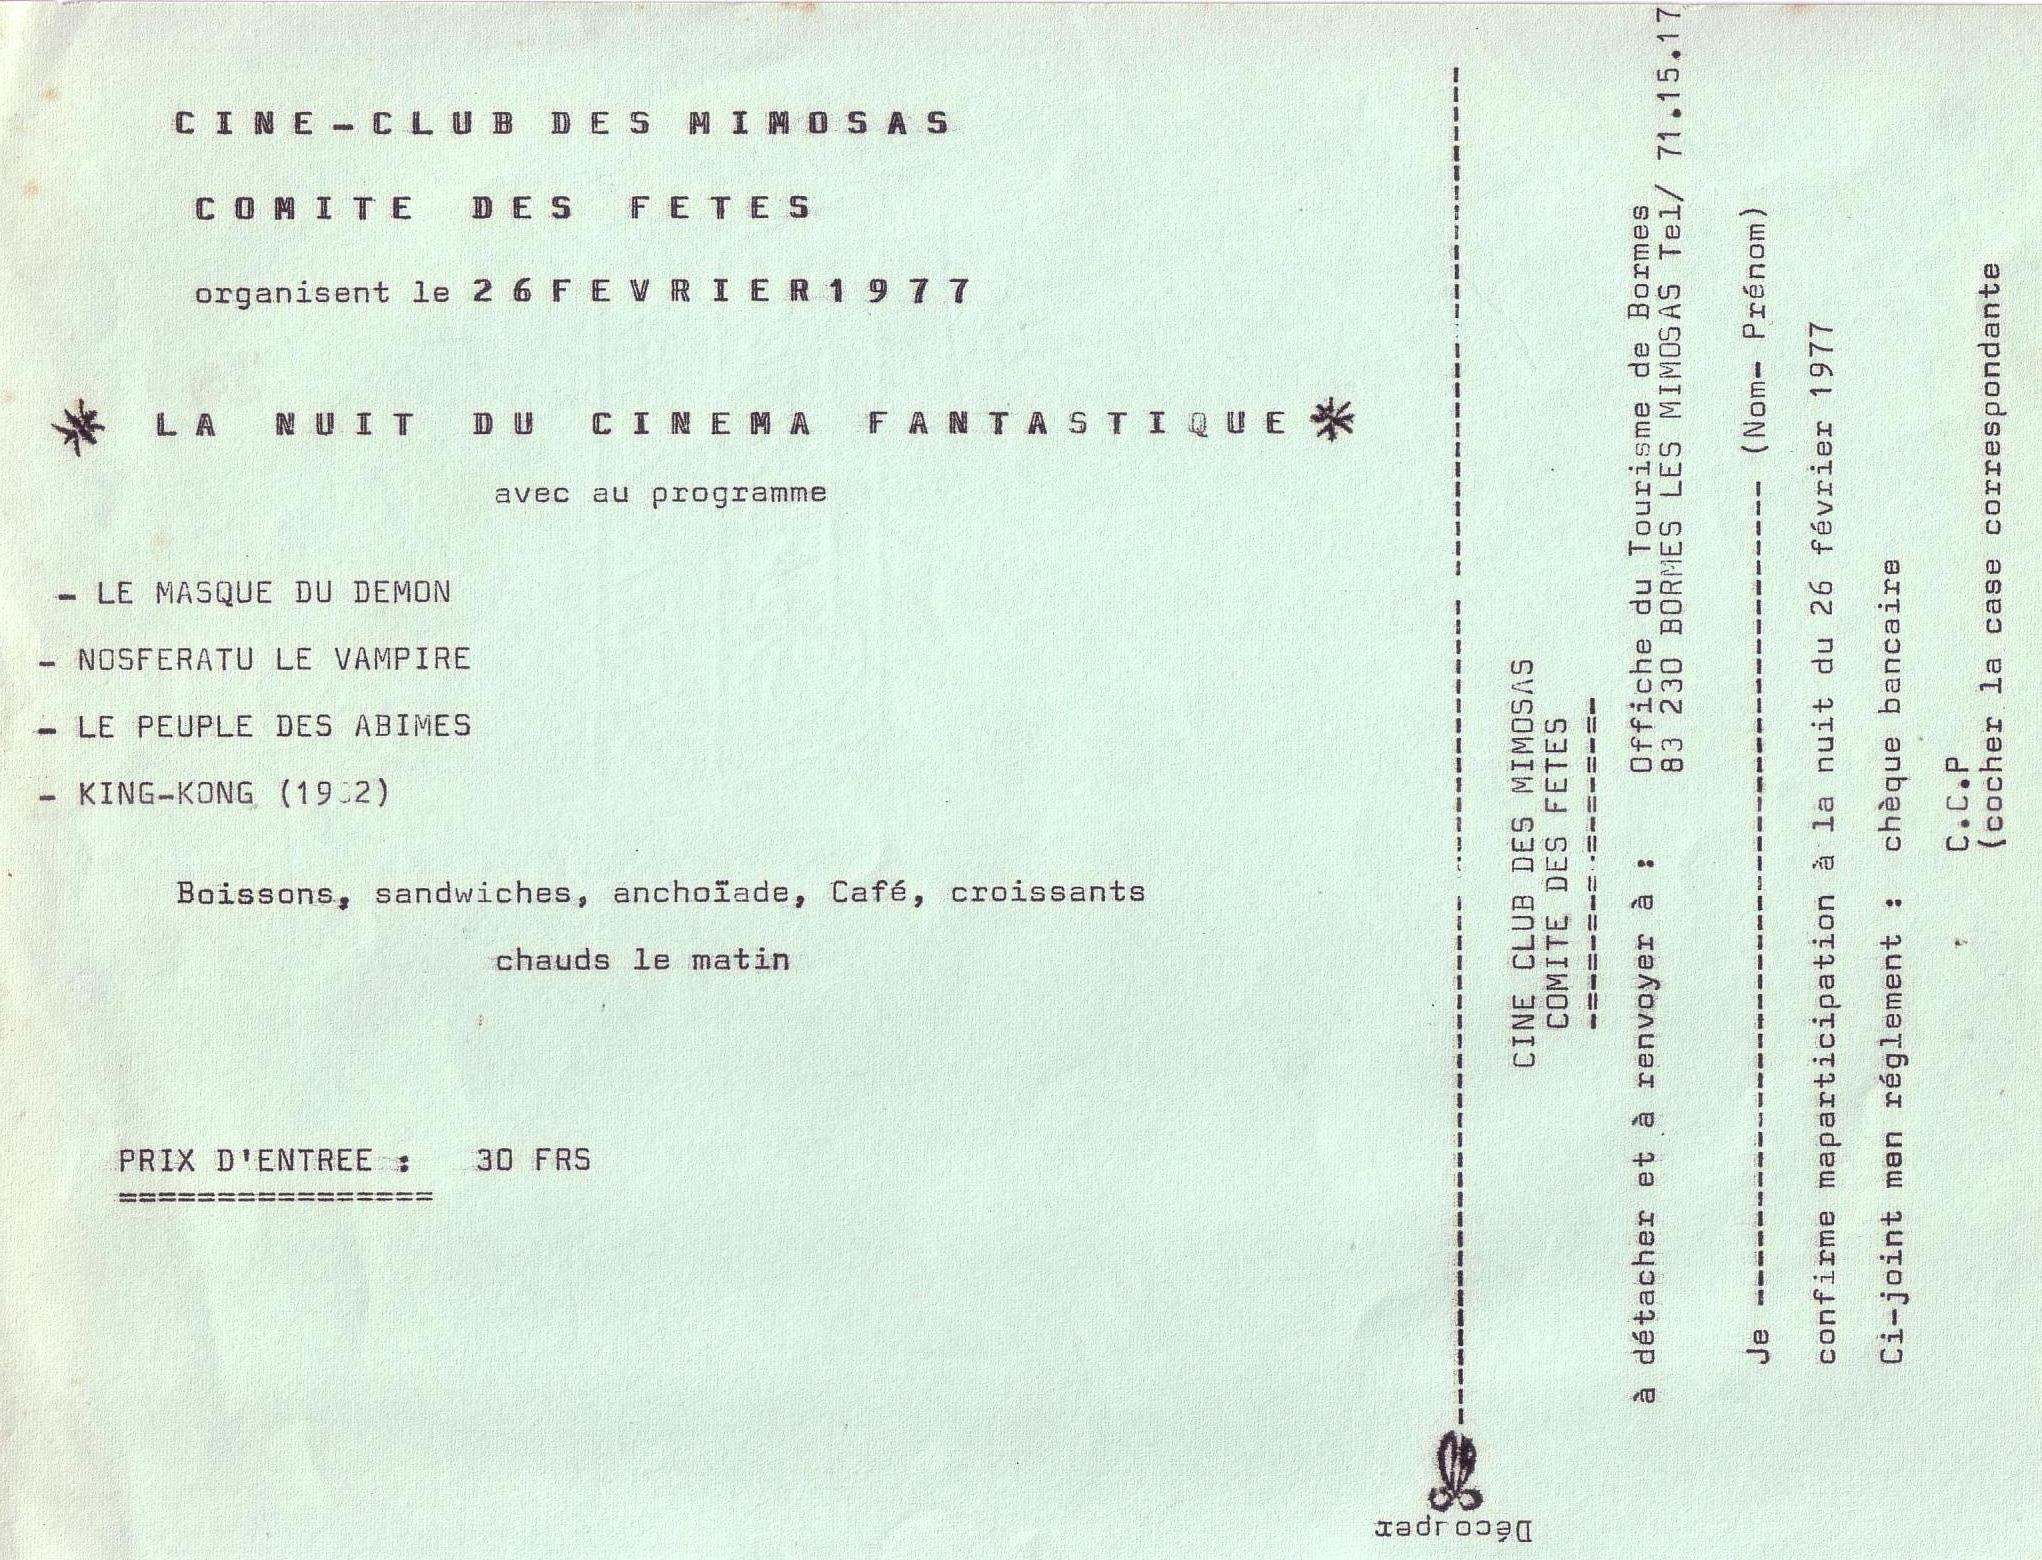 CINE-CLUB DES MIMOSAS
COMITE DES FETES
organisent le 26 FEVRIER 1977
* LA NUIT DU CINEMA FANTASTIQUE *
avec au programme
- LE MASQUE DU DEMON
- NOSFERATU LE VAMPIRE
- LE PEUPLE DES ABIMES
- KING-KONG (1932)
Boissons, sandwiches, anchoïade, Café, croissants
chauds le matin
PRIX D'ENTREE : 30 FRS
================
CINE CLUB DES MIMOSAS
COMITE DES FETES
-=-=-=-=-=-=-=-=-
à détacher et à renvoyer à : Offiche du Tourisme de Bormes
83 230 BORMES LES MIMOSAS Tel/ 71.15.17
Je ------------------------------------------ (Nom- Prénom)
confirme maparticipation à la nuit du 26 février 1977
Ci-joint men réglement : chèque bancaire
C.C.P
(cocher la case correspondante
Découper